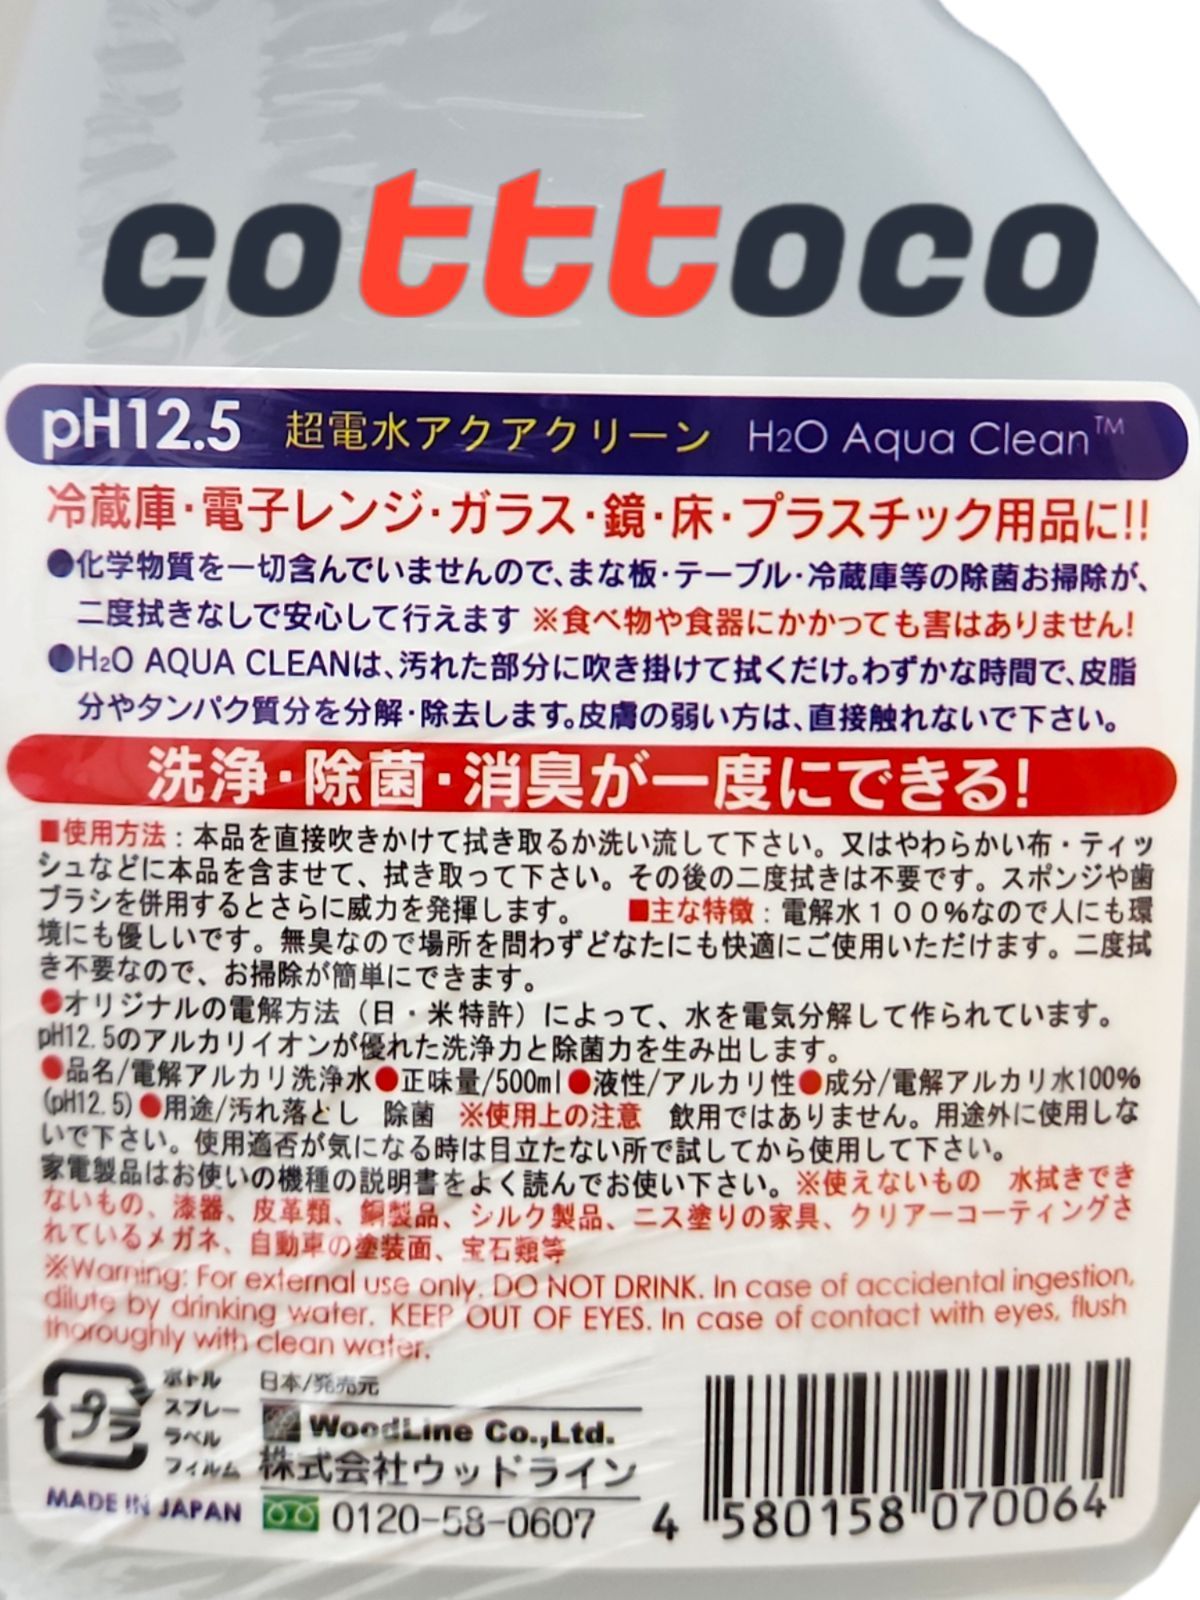 cotttoco
pH12.5 超電水アクアクリーン H2O Aqua Clean™
冷蔵庫・電子レンジ・ガラス・鏡・床・プラスチック用品に!!
●化学物質を一切含んでいませんので、まな板・テーブル・冷蔵庫等の除菌お掃除が、
二度拭きなしで安心して行えます ※食べ物や食器にかかっても害はありません!
●H2O AQUA CLEANは、汚れた部分に吹き掛けて拭くだけ。わずかな時間で、皮脂
分やタンパク質分を分解・除去します。皮膚の弱い方は、直接触れないで下さい。
洗浄・除菌・消臭が一度にできる!
■使用方法：本品を直接吹きかけて拭き取るか洗い流して下さい。又はやわらかい布・ティッ
シュなどに本品を含ませて、拭き取って下さい。その後の二度拭きは不要です。スポンジや歯
ブラシを併用するとさらに威力を発揮します。 ■主な特徴：電解水１００%なので人にも環
境にも優しいです。無臭なので場所を問わずどなたにも快適にご使用いただけます。二度拭
き不要なので、お掃除が簡単にできます。
●オリジナルの電解方法（日・米特許）によって、水を電気分解して作られています。
pH12.5のアルカリイオンが優れた洗浄力と除菌力を生み出します。
●品名/電解アルカリ洗浄水●正味量/500ml●液性/アルカリ性●成分/電解アルカリ水100%
(pH12.5)●用途/汚れ落とし 除菌 ※使用上の注意 飲用ではありません。用途外に使用しな
いで下さい。使用適否が気になる時は目立たない所で試してから使用して下さい。
家電製品はお使いの機種の説明書をよく読んでお使い下さい。※使えないもの 水拭きでき
ないもの、漆器、皮革類、銅製品、シルク製品、ニス塗りの家具、クリアーコーティングさ
れているメガネ、自動車の塗装面、宝石類等
※Warning: For external use only. DO NOT DRINK. In case of accidental ingestion,
dilute by drinking water. KEEP OUT OF EYES. In case of contact with eyes, flush
thoroughly with clean water.
プラ
ボトル
スプレー
ラベル
フィルム
MADE IN JAPAN
日本/発売元
WoodLine Co.,Ltd.
株式会社ウッドライン
0120-58-0607
4 580158 070064